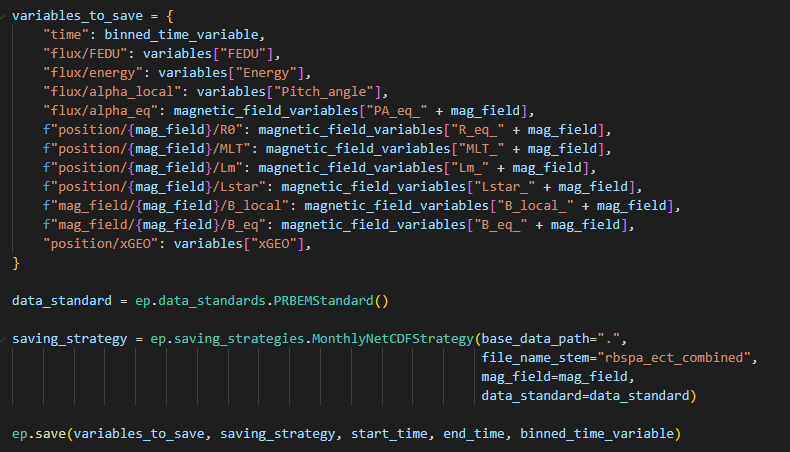 variables_to_save = {
    "time": binned_time_variable,
    "flux/FEDU": variables["FEDU"],
    "flux/energy": variables["Energy"],
    "flux/alpha_local": variables["Pitch_angle"],
    "flux/alpha_eq": magnetic_field_variables["PA_eq_" + mag_field],
    f"position/{mag_field}/R0": magnetic_field_variables["R_eq_" + mag_field],
    f"position/{mag_field}/MLT": magnetic_field_variables["MLT_" + mag_field],
    f"position/{mag_field}/Lm": magnetic_field_variables["Lm_" + mag_field],
    f"position/{mag_field}/Lstar": magnetic_field_variables["Lstar_" + mag_field],
    f"mag_field/{mag_field}/B_local": magnetic_field_variables["B_local_" + mag_field],
    f"mag_field/{mag_field}/B_eq": magnetic_field_variables["B_eq_" + mag_field],
    "position/xGEO": variables["xGEO"],
}
data_standard = ep.data_standards.PRBEMStandard()
saving_strategy = ep.saving_strategies.MonthlyNetCDFStrategy(base_data_path=".",
                                                            file_name_stem="rbspa_ect_combined",
                                                            mag_field=mag_field,
                                                            data_standard=data_standard)
ep.save(variables_to_save, saving_strategy, start_time, end_time, binned_time_variable)